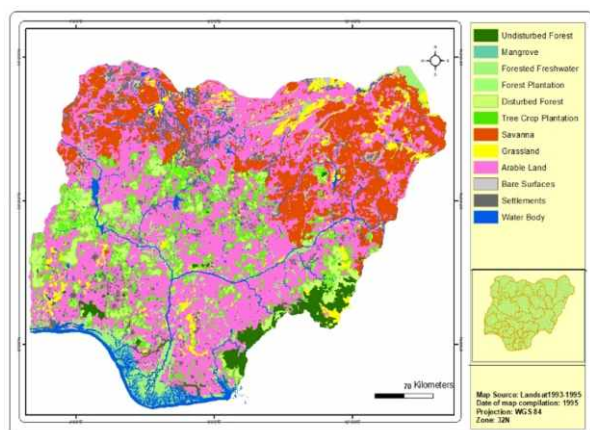 Undisturbed Forest
Mangrove
Forested Freshwater
Forest Plantation
Disturbed Forest
Tree Crop Plantation
Savanna
Grassland
Arable Land
Bare Surfaces
Settlements
Water Body
70 Kilometers
Map Source: Landsat1993-1995
Date of map compilation: 1995
Projection: WGS 84
Zone: 32N